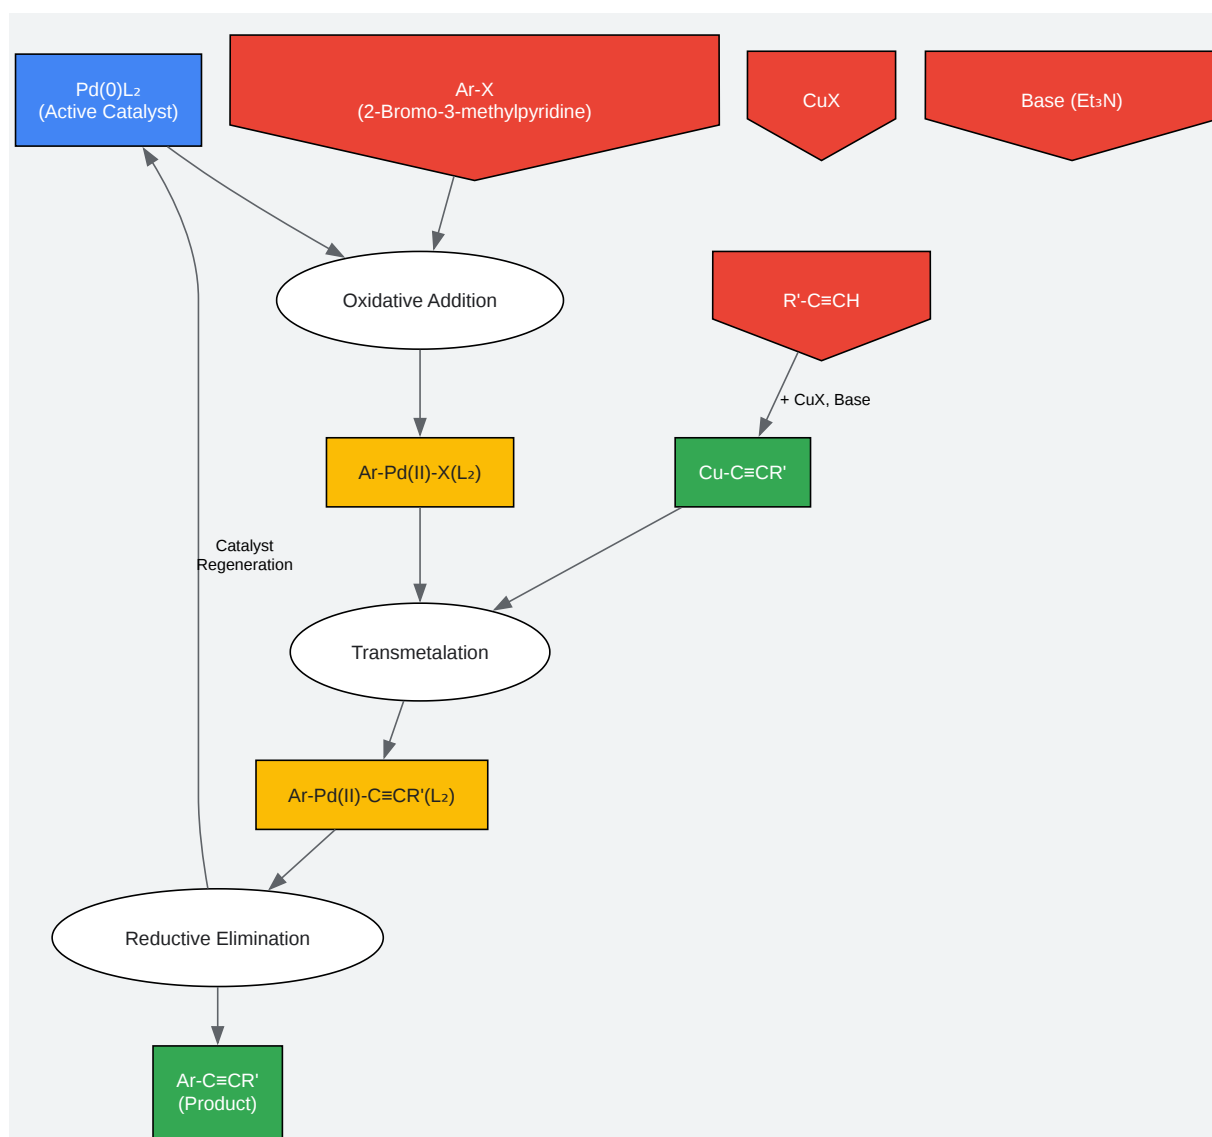 Pd(0)L₂
(Active Catalyst)
Ar-X
(2-Bromo-3-methylpyridine)
CuX
Base (Et₃N)
Oxidative Addition
R'-C≡CH
+ CuX, Base
Ar-Pd(II)-X(L₂)
Cu-C≡CR'
Catalyst
Regeneration
Transmetalation
Ar-Pd(II)-C≡CR'(L₂)
Reductive Elimination
Ar-C≡CR'
(Product)